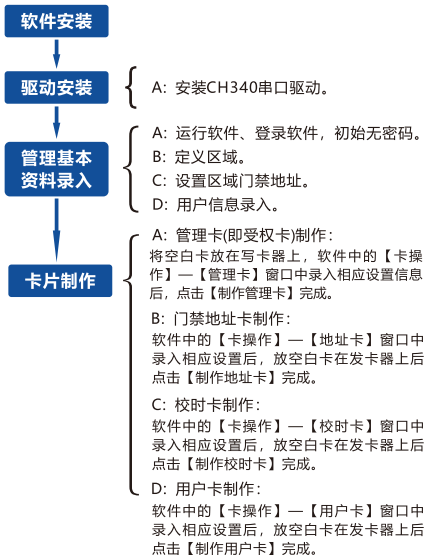 软件安装
驱动安装
A: 安装CH340串口驱动。
管理基本
资料录入
A: 运行软件、登录软件，初始无密码。
B: 定义区域。
C: 设置区域门禁地址。
D: 用户信息录入。
卡片制作
A: 管理卡(即受权卡)制作：
将空白卡放在写卡器上，软件中的【卡操
作】—【管理卡】窗口中录入相应设置信息
后，点击【制作管理卡】完成。
B: 门禁地址卡制作：
软件中的【卡操作】—【地址卡】窗口中
录入相应设置后，放空白卡在发卡器上后
点击【制作地址卡】完成。
C: 校时卡制作：
软件中的【卡操作】—【校时卡】窗口中
录入相应设置后，放空白卡在发卡器上后
点击【制作校时卡】完成。
D: 用户卡制作：
软件中的【卡操作】—【用户卡】窗口中
录入相应设置后，放空白卡在发卡器上后
点击【制作用户卡】完成。